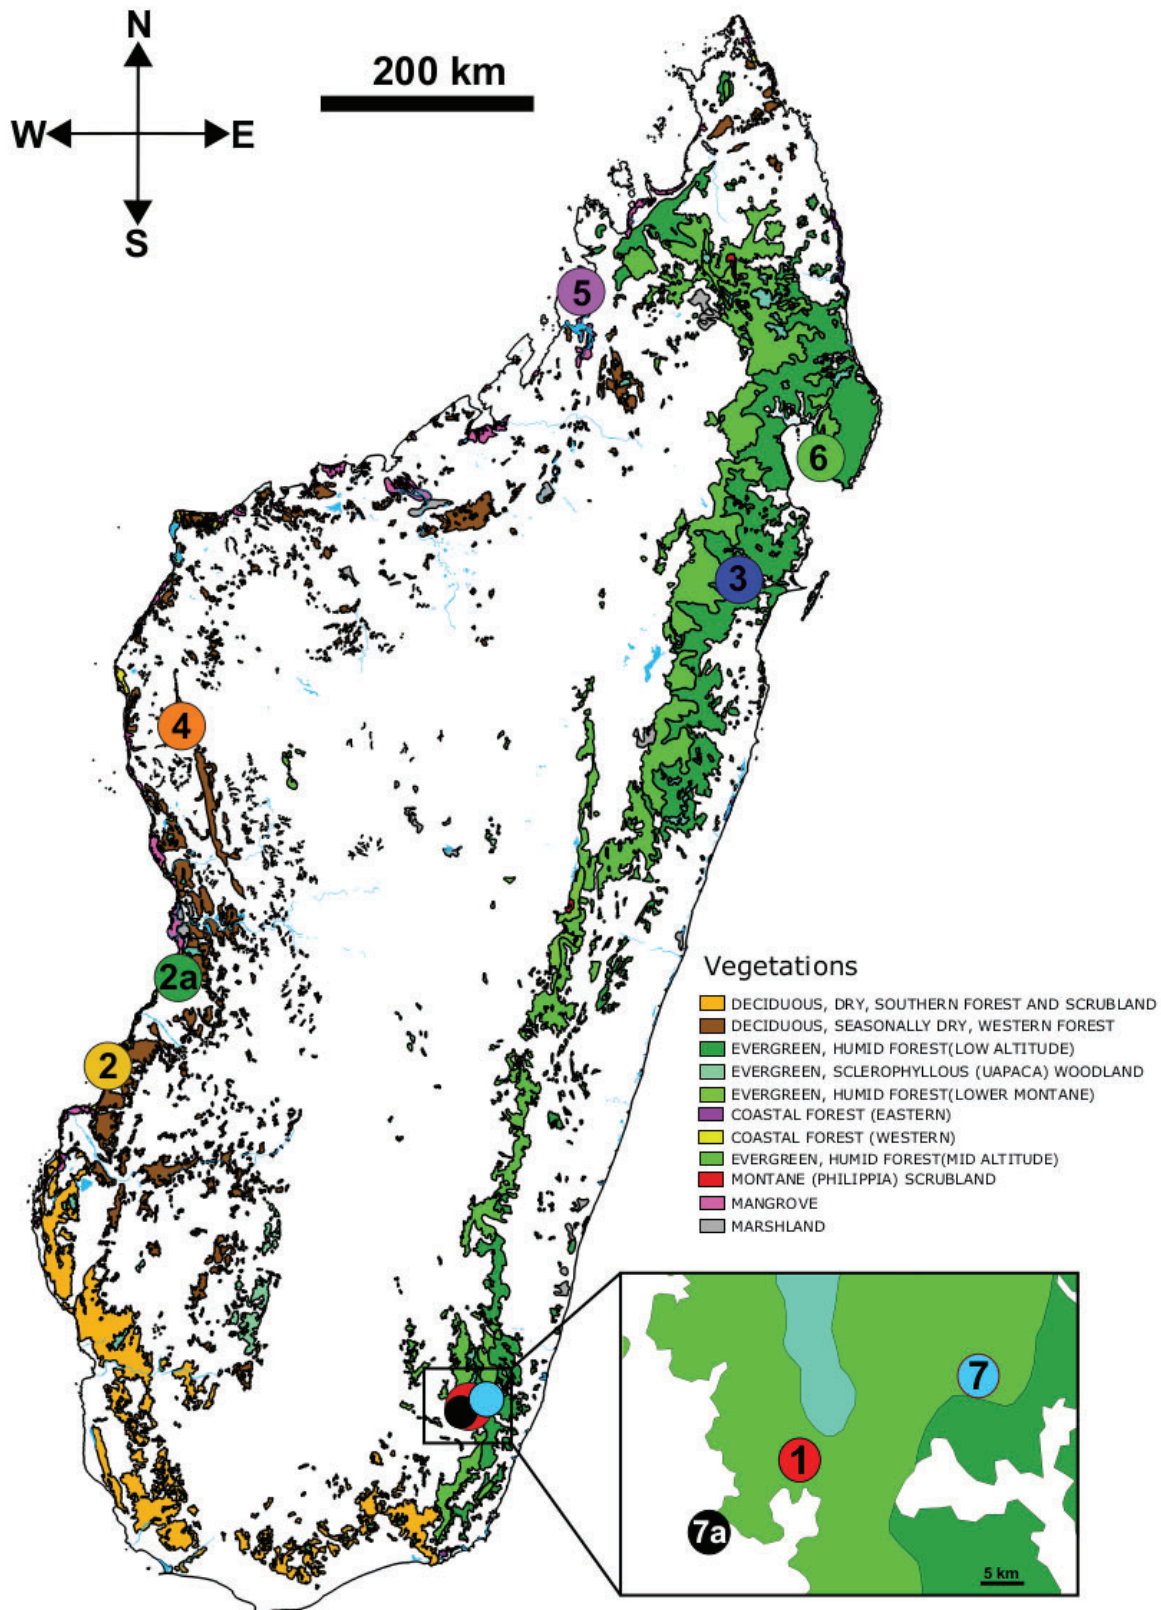 N
200 km
W E
S
5
6
3
4
2a
2
Vegetations
DECIDUOUS, DRY, SOUTHERN FOREST AND SCRUBLAND
DECIDUOUS, SEASONALLY DRY, WESTERN FOREST
EVERGREEN, HUMID FOREST(LOW ALTITUDE)
EVERGREEN, SCLEROPHYLLOUS (UAPACA) WOODLAND
EVERGREEN, HUMID FOREST(LOWER MONTANE)
COASTAL FOREST (EASTERN)
COASTAL FOREST (WESTERN)
EVERGREEN, HUMID FOREST(MID ALTITUDE)
MONTANE (PHILIPPIA) SCRUBLAND
MANGROVE
MARSHLAND
7
1
7a
5 km